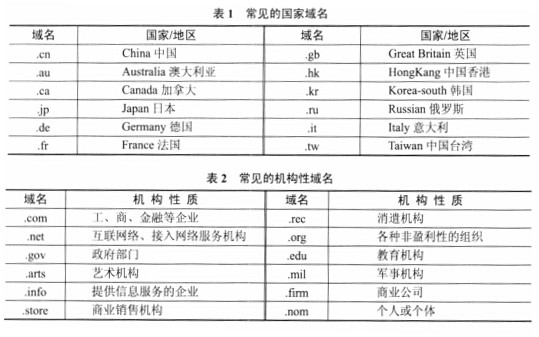 表 1 常见的国家域名
域名 国家/地区 域名 国家/地区
.cn China 中国 .gb Great Britain 英国
.au Australia 澳大利亚 .hk HongKang 中国香港
.ca Canada 加拿大 .kr Korea-south 韩国
.jp Japan 日本 .ru Russian 俄罗斯
.de Germany 德国 .it Italy 意大利
.fr France 法国 .tw Taiwan 中国台湾
表 2 常见的机构性域名
域名 机 构 性 质 域名 机 构 性 质
.com 工、商、金融等企业 .rec 消遣机构
.net 互联网络、接入网络服务机构 .org 各种非盈利性的组织
.gov 政府部门 .edu 教育机构
.arts 艺术机构 .mil 军事机构
.info 提供信息服务的企业 .firm 商业公司
.store 商业销售机构 .nom 个人或个体